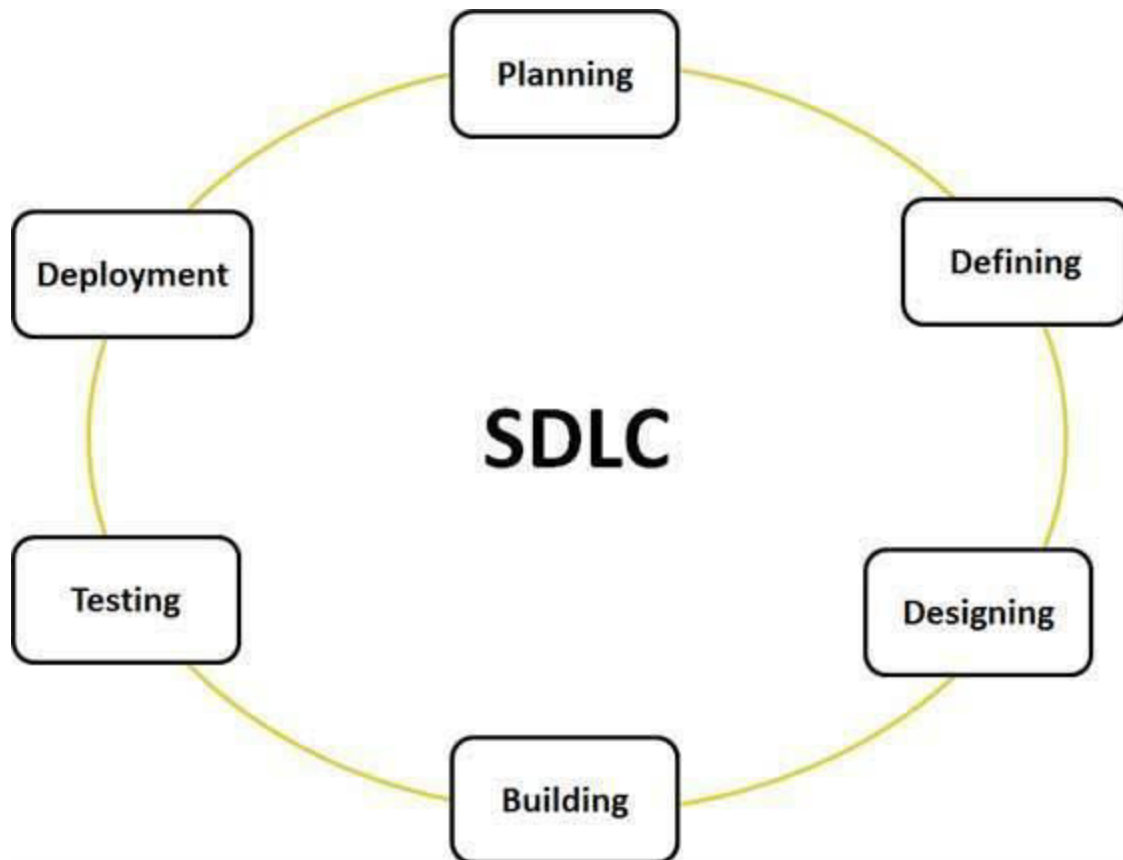 Planning
Defining
Designing
Building
Testing
Deployment
SDLC